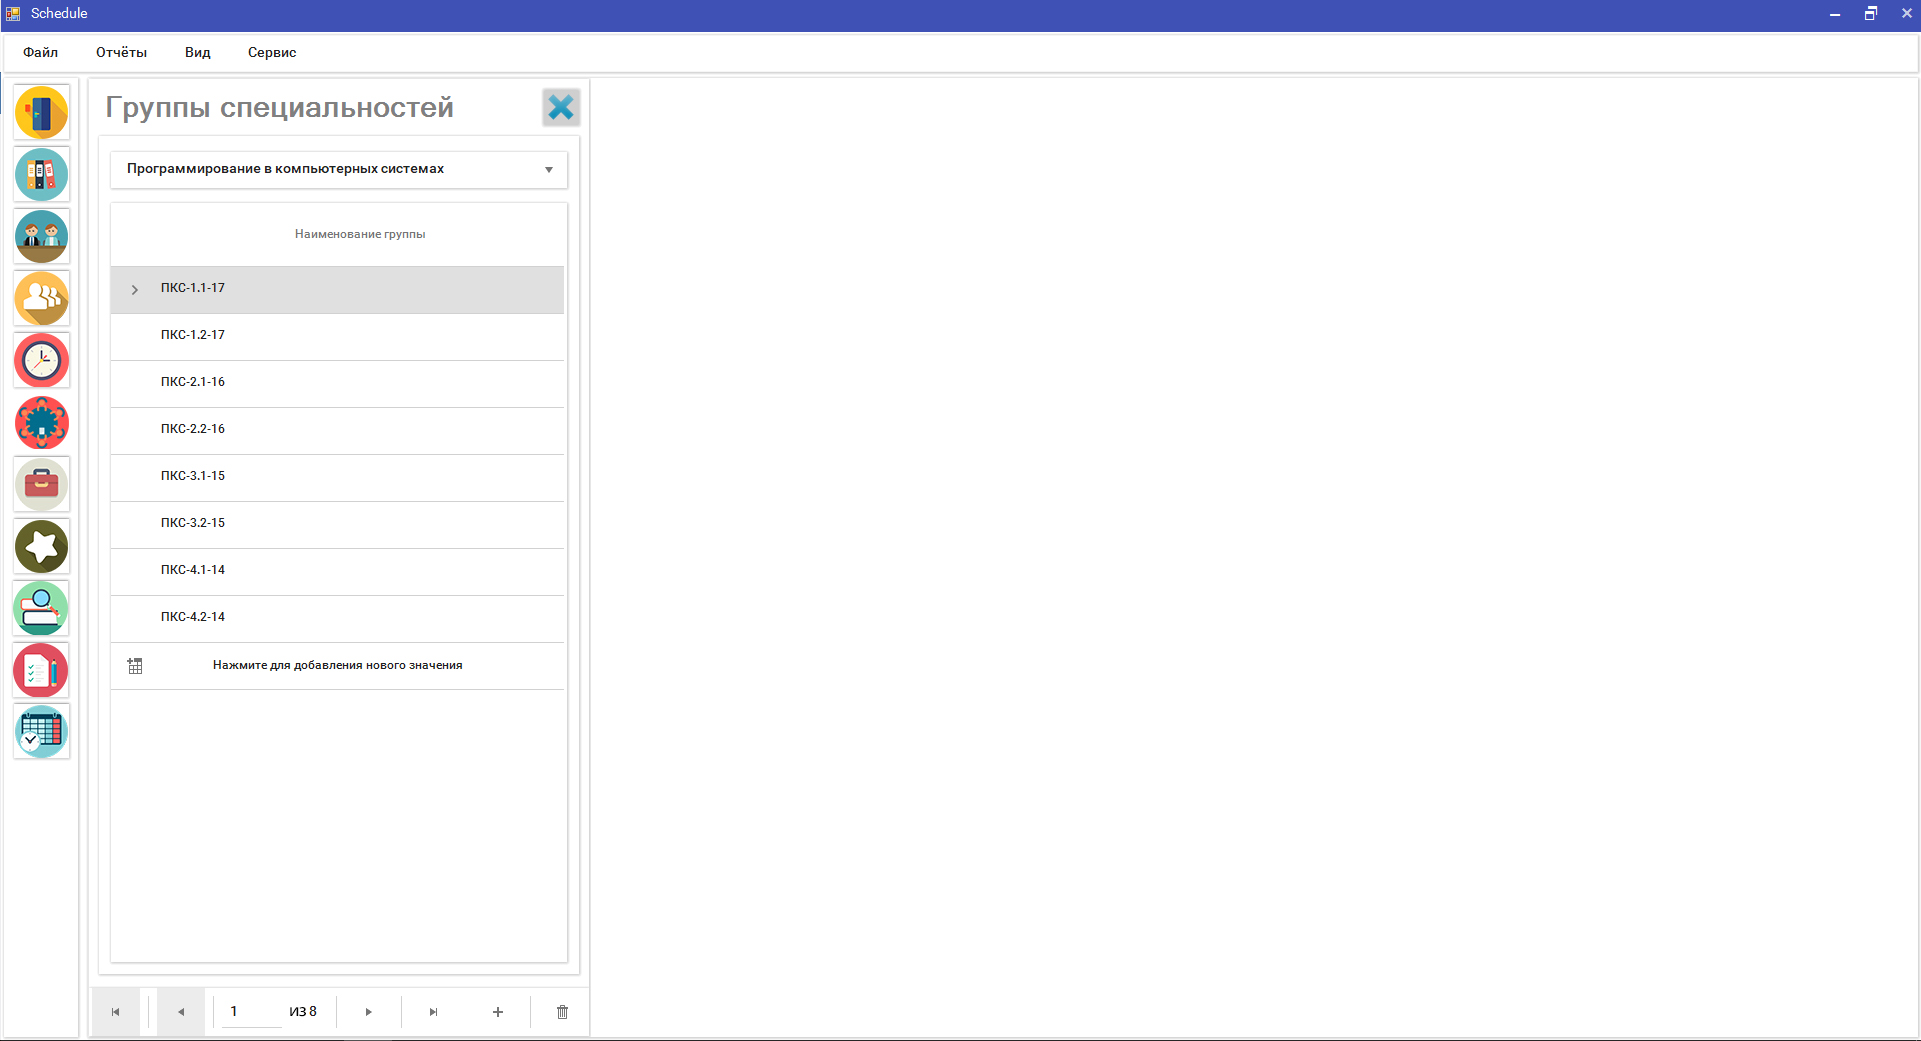 Schedule
Файл Отчёты Вид Сервис
Группы специальностей
Программирование в компьютерных системах
Наименование группы
ПКС-1.1-17
ПКС-1.2-17
ПКС-2.1-16
ПКС-2.2-16
ПКС-3.1-15
ПКС-3.2-15
ПКС-4.1-14
ПКС-4.2-14
Нажмите для добавления нового значения
1 из 8